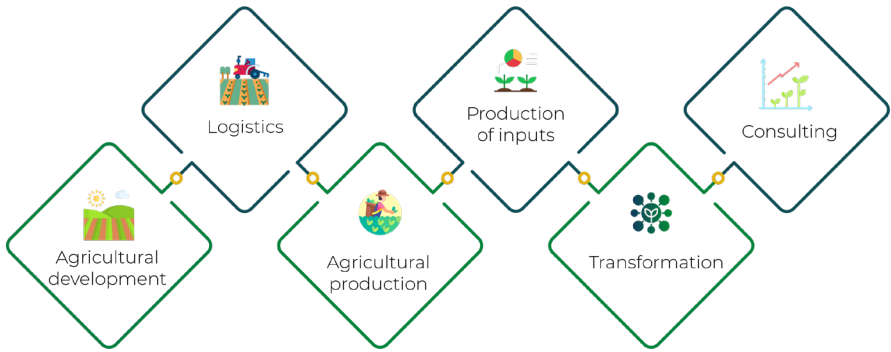 Logistics
Production
of inputs
Consulting
Agricultural
development
Agricultural
production
Transformation